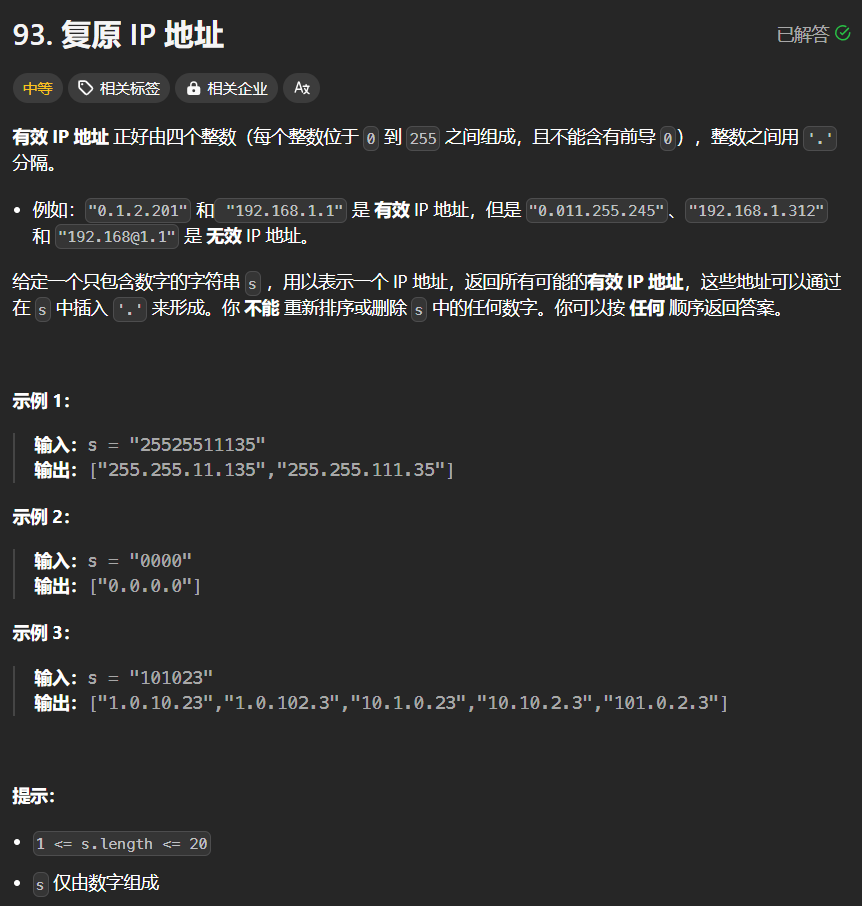 93. 复原 IP 地址
已解答
中等 相关标签 相关企业 Aあ
有效 IP 地址 正好由四个整数（每个整数位于 0 到 255 之间组成，且不能含有前导 0），整数之间用 '.'
分隔。
• 例如："0.1.2.201" 和 "192.168.1.1" 是 有效 IP 地址，但是 "0.011.255.245"、"192.168.1.312"
和 "192.168@1.1" 是 无效 IP 地址。
给定一个只包含数字的字符串 s ，用以表示一个 IP 地址，返回所有可能的有效 IP 地址，这些地址可以通过
在 s 中插入 '.' 来形成。你 不能 重新排序或删除 s 中的任何数字。你可以按 任何 顺序返回答案。
示例 1：
输入：s = "25525511135"
输出：["255.255.11.135","255.255.111.35"]
示例 2：
输入：s = "0000"
输出：["0.0.0.0"]
示例 3：
输入：s = "101023"
输出：["1.0.10.23","1.0.102.3","10.1.0.23","10.10.2.3","101.0.2.3"]
提示：
• 1 <= s.length <= 20
• s 仅由数字组成